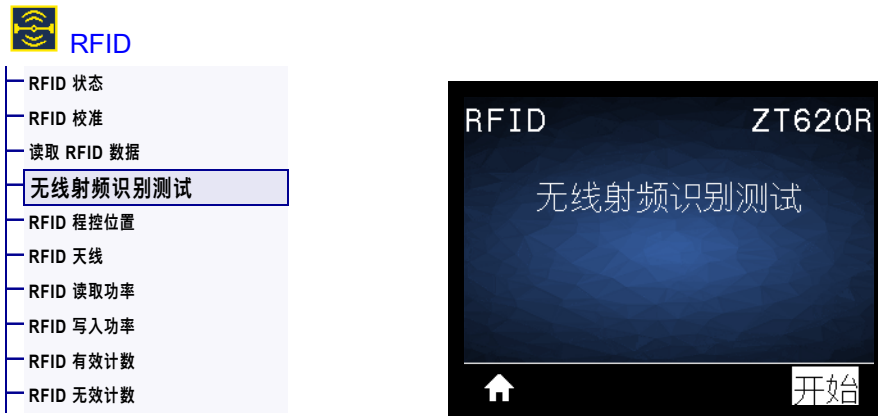 RFID
RFID 状态
RFID 校准
读取 RFID 数据
无线射频识别测试
RFID 程控位置
RFID 天线
RFID 读取功率
RFID 写入功率
RFID 有效计数
RFID 无效计数
RFID ZT620R
无线射频识别测试
开始